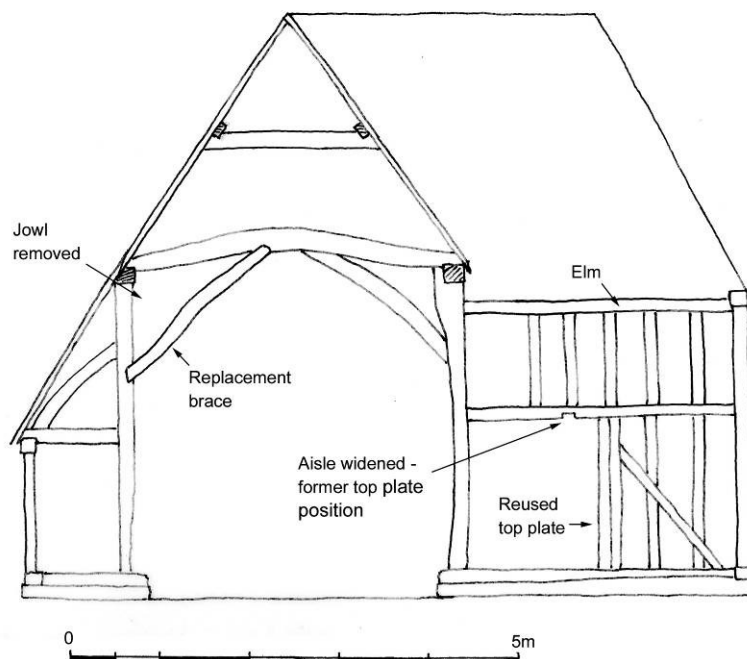 Jowl
removed
Elm
Replacement
brace
Aisle widened -
former top plate
position
Reused
top plate
0
5m